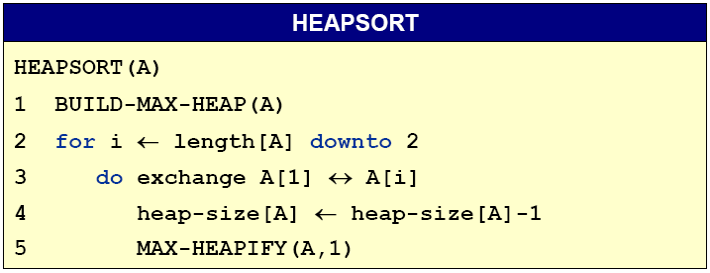 HEAPSORT
HEAPSORT(A)
1 BUILD-MAX-HEAP(A)
2 for i ← length[A] downto 2
3 do exchange A[1] ↔ A[i]
4 heap-size[A] ← heap-size[A]-1
5 MAX-HEAPIFY(A,1)